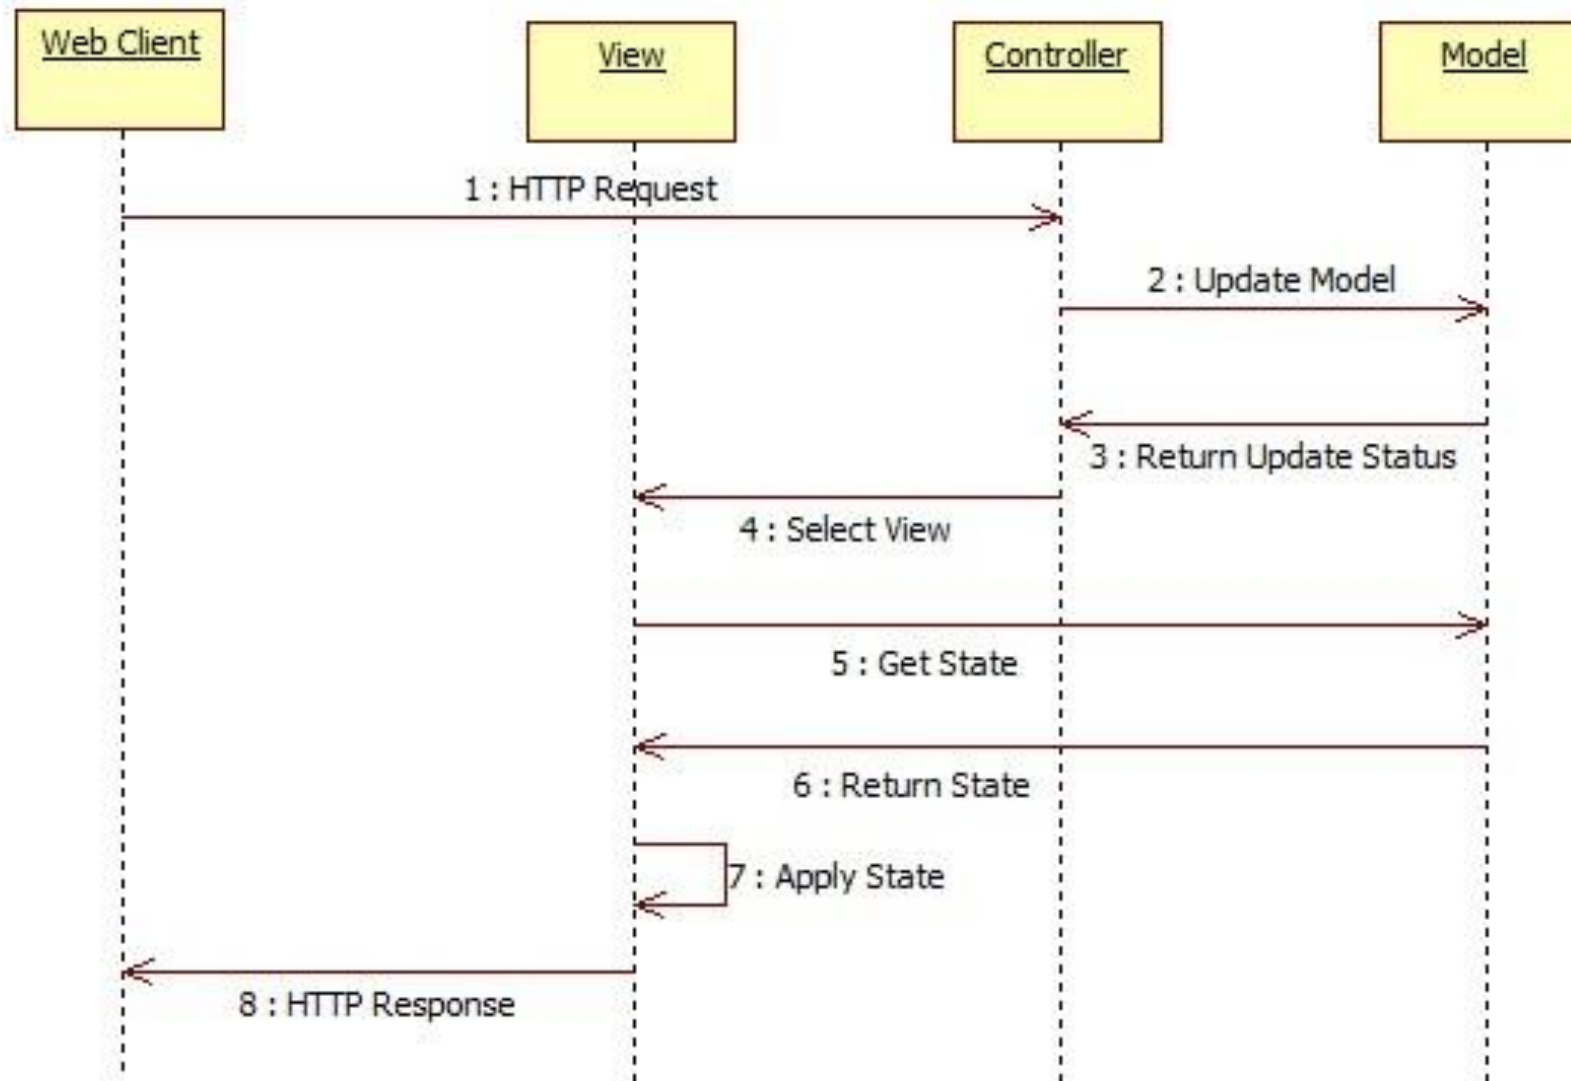 Web Client
View
Controller
Model
1 : HTTP Request
2 : Update Model
3 : Return Update Status
4 : Select View
5 : Get State
6 : Return State
7 : Apply State
8 : HTTP Response